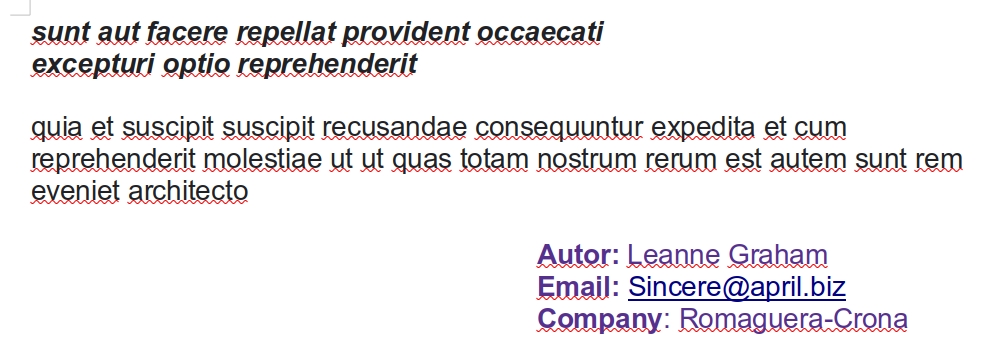 sunt aut facere repellat provident occaecati
excepturi optio reprehenderit
quia et suscipit suscipit recusandae consequuntur expedita et cum
reprehenderit molestiae ut ut quas totam nostrum rerum est autem sunt rem
eveniet architecto
Autor: Leanne Graham
Email: Sincere@april.biz
Company: Romaguera-Crona